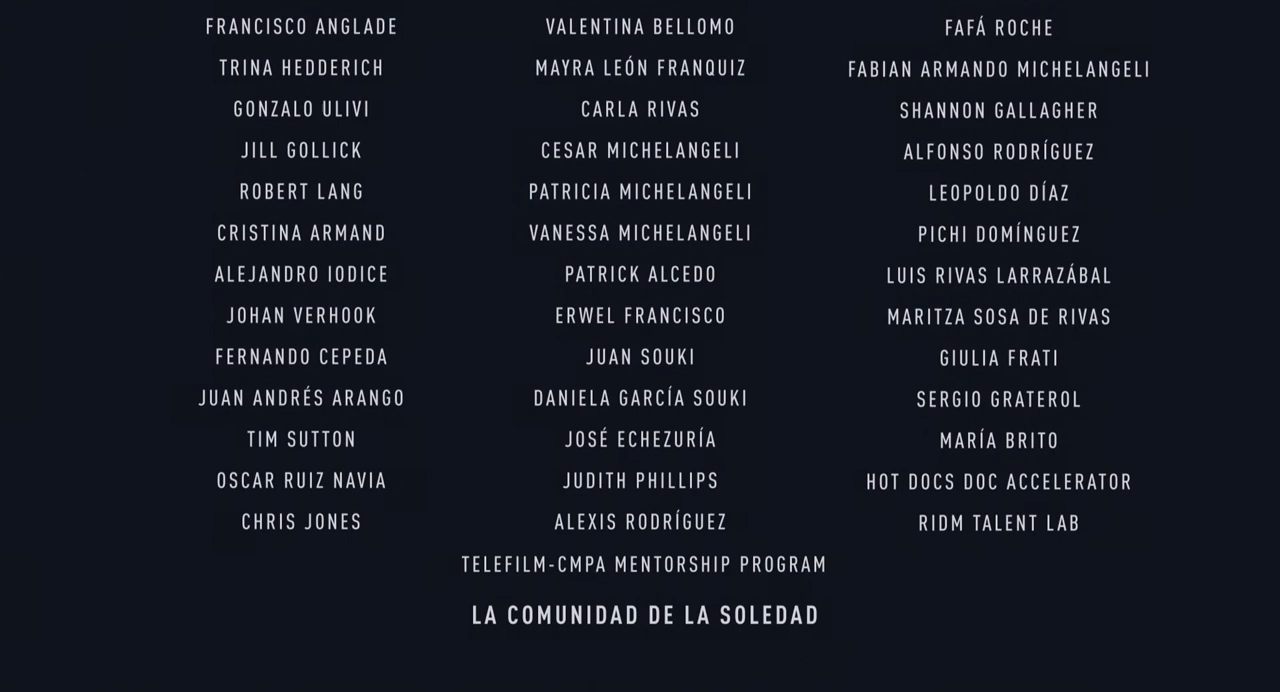 FRANCISCO ANGLADE
TRINA HEDDERICH
GONZALO ULIVI
JILL GOLLICK
ROBERT LANG
CRISTINA ARMAND
ALEJANDRO IODICE
JOHAN VERHOOK
FERNANDO CEPEDA
JUAN ANDRÉS ARANGO
TIM SUTTON
OSCAR RUIZ NAVIA
CHRIS JONES
VALENTINA BELLOMO
MAYRA LEÓN FRANQUIZ
CARLA RIVAS
CESAR MICHELANGELI
PATRICIA MICHELANGELI
VANESSA MICHELANGELI
PATRICK ALCEDO
ERWEL FRANCISCO
JUAN SOUKI
DANIELA GARCÍA SOUKI
JOSÉ ECHEZURÍA
JUDITH PHILLIPS
ALEXIS RODRÍGUEZ
FAFÁ ROCHE
FABIAN ARMANDO MICHELANGELI
SHANNON GALLAGHER
ALFONSO RODRÍGUEZ
LEOPOLDO DÍAZ
PICHI DOMÍNGUEZ
LUIS RIVAS LARRAZÁBAL
MARITZA SOSA DE RIVAS
GIULIA FRATI
SERGIO GRATEROL
MARÍA BRITO
HOT DOCS DOC ACCELERATOR
RIDM TALENT LAB
TELEFILM-CMPA MENTORSHIP PROGRAM
LA COMUNIDAD DE LA SOLEDAD